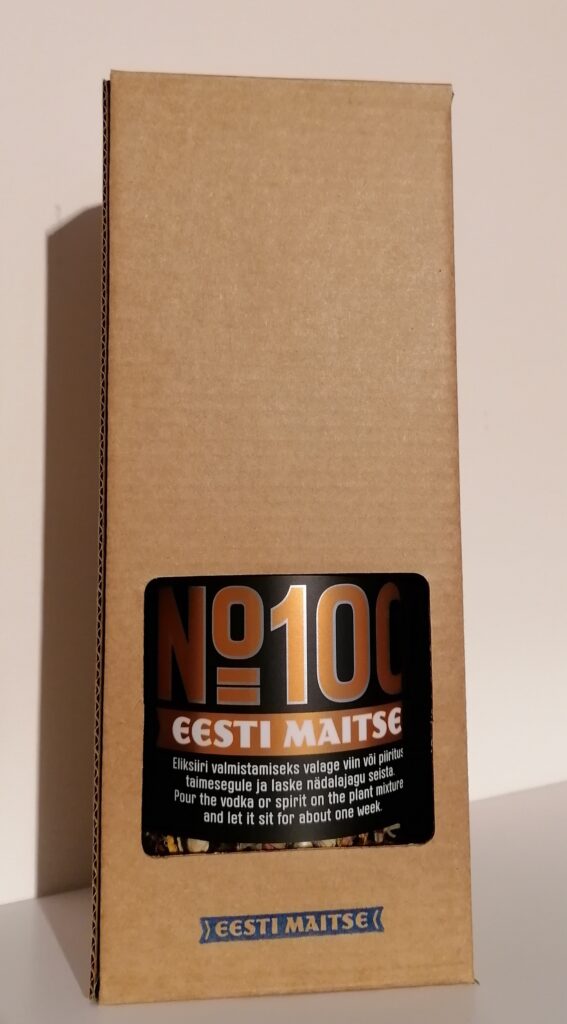 №100
EESTI MAITSE
Eliksiiri valmistamiseks valage viin või piiritus
taimesegule ja laske nädalajagu seista.
Pour the vodka or spirit on the plant mixture
and let it sit for about one week.
EESTI MAITSE